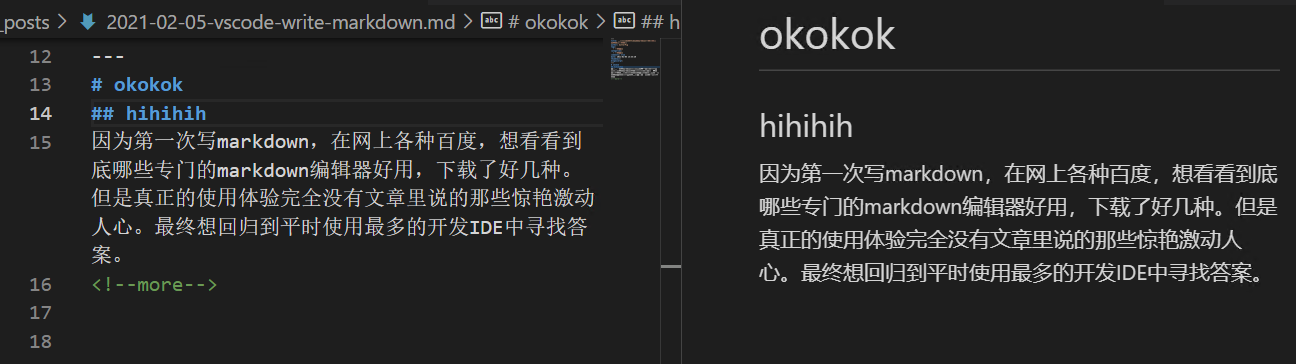 _posts > 2021-02-05-vscode-write-markdown.md > abc # okokok > abc ## h
12 ---
13 # okokok
14 ## hihihih
15 因为第一次写markdown，在网上各种百度，想看看到
底哪些专门的markdown编辑器好用，下载了好几种。
但是真正的使用体验完全没有文章里说的那些惊艳激动
人心。最终想回归到平时使用最多的开发IDE中寻找答
案。
16 <!--more-->
17
18
okokok
hihihih
因为第一次写markdown，在网上各种百度，想看看到底
哪些专门的markdown编辑器好用，下载了好几种。但是
真正的使用体验完全没有文章里说的那些惊艳激动人
心。最终想回归到平时使用最多的开发IDE中寻找答案。